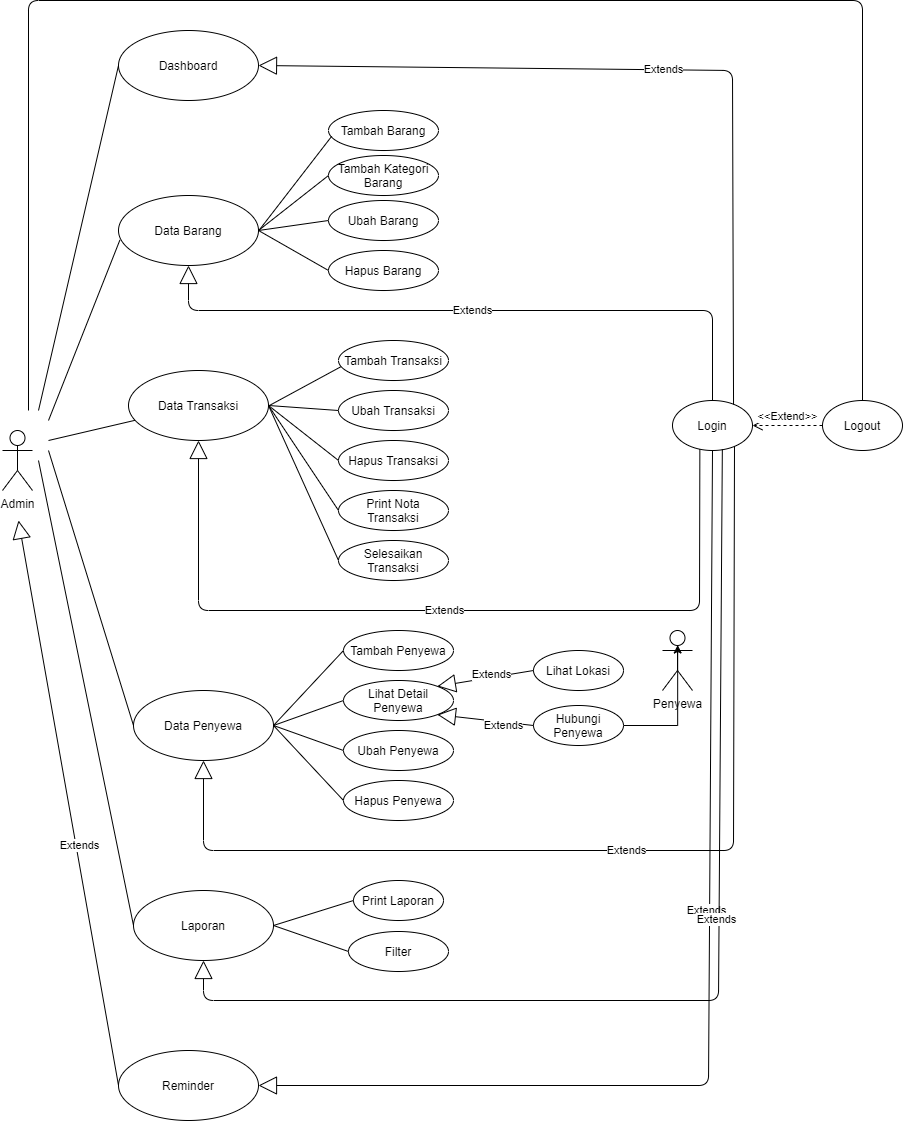 Dashboard
Extends
Tambah Barang
Tambah Kategori
Barang
Data Barang
Ubah Barang
Hapus Barang
Extends
Tambah Transaksi
Data Transaksi
Ubah Transaksi
<<Extend>>
Login
Logout
Hapus Transaksi
Admin
Print Nota
Transaksi
Selesaikan
Transaksi
Extends
Tambah Penyewa
Lihat Detail
Penyewa
Extends
Lihat Lokasi
Penyewa
Data Penyewa
Extends
Hubungi
Penyewa
Ubah Penyewa
Hapus Penyewa
Extends
Extends
Print Laporan
Extends
Extends
Laporan
Filter
Reminder